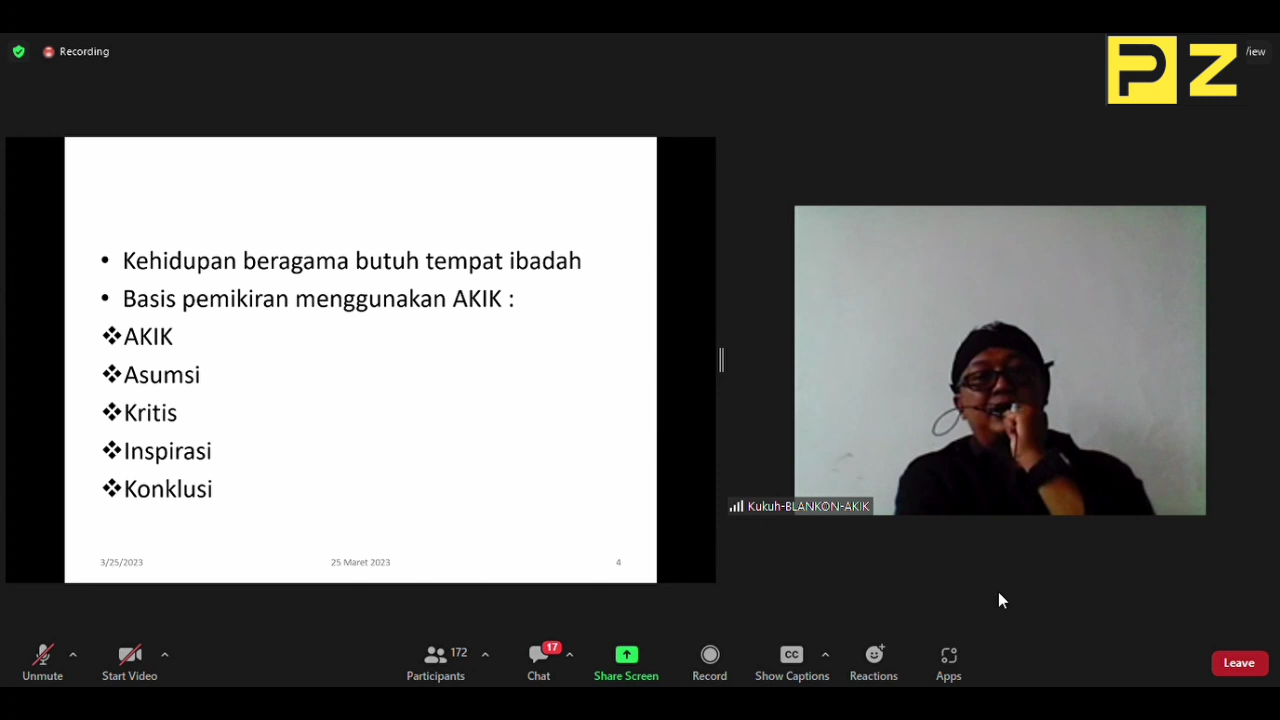 Recording
PZ
View
• Kehidupan beragama butuh tempat ibadah
• Basis pemikiran menggunakan AKIK :
❖AKIK
❖Asumsi
❖Kritis
❖Inspirasi
❖Konklusi
3/25/2023 25 Maret 2023 4
Kukuh-BLANKON-AKIK
172 17 CC
Unmute Start Video Participants Chat Share Screen Record Show Captions Reactions Apps Leave